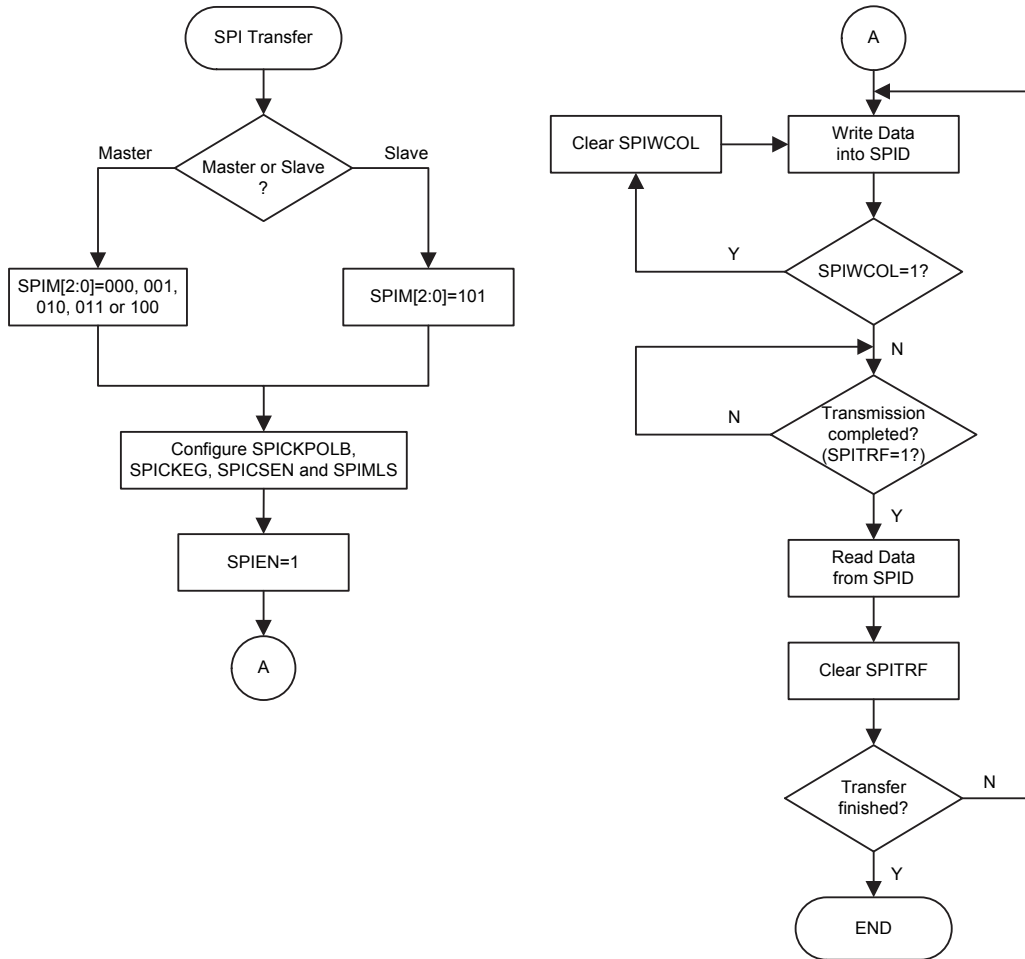 SPI Transfer
Master
Master or Slave
?
Slave
SPIM[2:0]=000, 001,
010, 011 or 100
SPIM[2:0]=101
Configure SPICKPOLB,
SPICKEG, SPICSEN and SPIMLS
SPIEN=1
A
A
Clear SPIWCOL
Write Data
into SPID
Y
SPIWCOL=1?
N
N
Transmission
completed?
(SPITRF=1?)
Y
Read Data
from SPID
Clear SPITRF
Transfer
finished?
N
Y
END